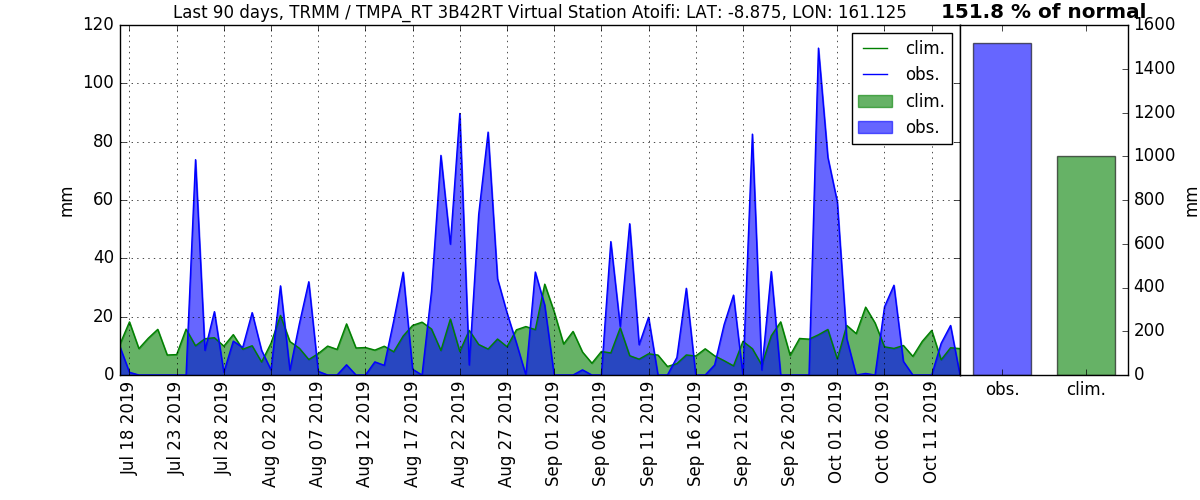 Last 90 days, TRMM / TMPA_RT 3B42RT Virtual Station Atoifi: LAT: -8.875, LON: 161.125
151.8 % of normal
mm
120
100
80
60
40
20
0
clim.
obs.
clim.
obs.
Jul 18 2019
Jul 23 2019
Jul 28 2019
Aug 02 2019
Aug 07 2019
Aug 12 2019
Aug 17 2019
Aug 22 2019
Aug 27 2019
Sep 01 2019
Sep 06 2019
Sep 11 2019
Sep 16 2019
Sep 21 2019
Sep 26 2019
Oct 01 2019
Oct 06 2019
Oct 11 2019
1600
1400
1200
1000
800
600
400
200
0
mm
obs.
clim.